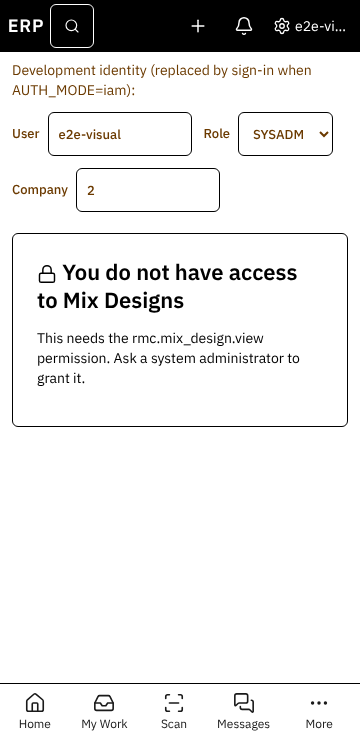 ERP
e2e-vi...
Development identity (replaced by sign-in when
AUTH_MODE=iam):
User e2e-visual Role SYSADM
Company 2
You do not have access
to Mix Designs
This needs the rmc.mix_design.view
permission. Ask a system administrator to
grant it.
Home My Work Scan Messages More